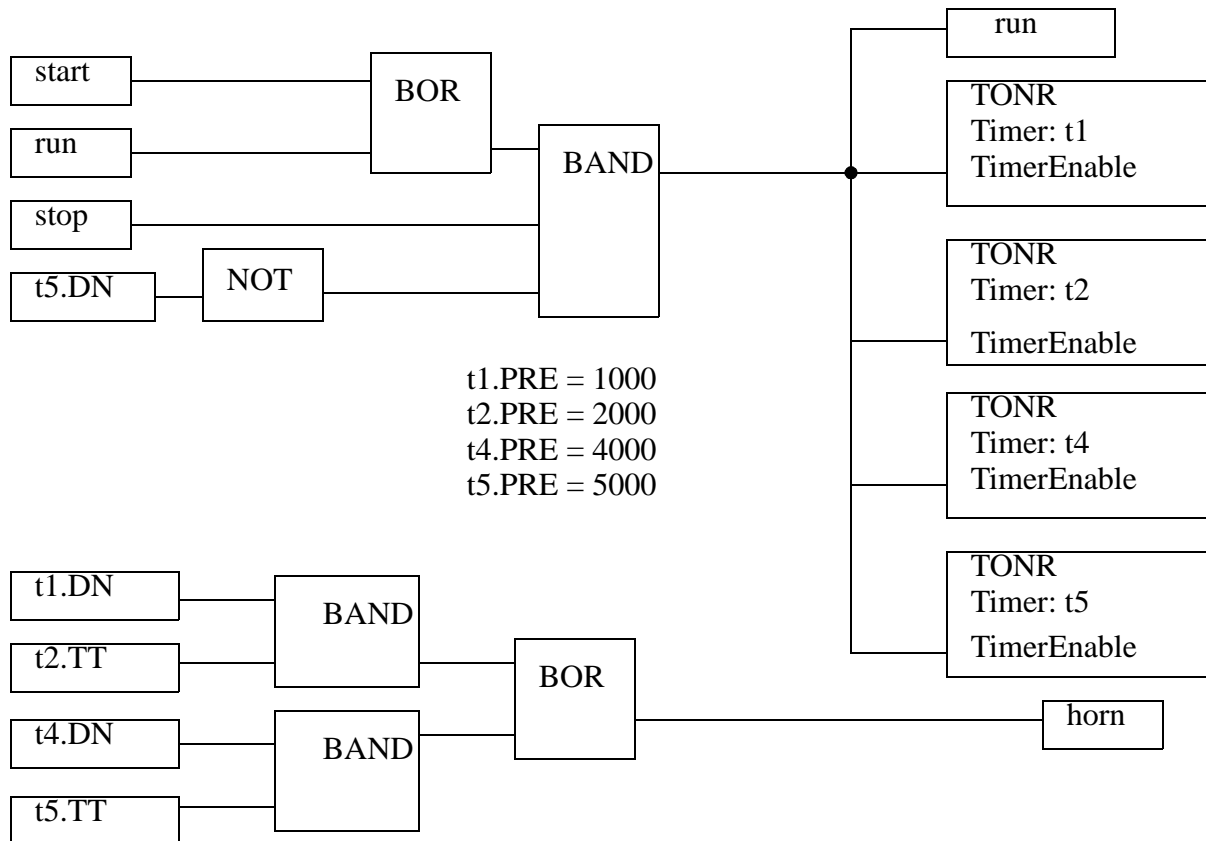 run
start
BOR
TONR
Timer: t1
TimerEnable
run
BAND
stop
t5.DN
NOT
TONR
Timer: t2
TimerEnable
t1.PRE = 1000
t2.PRE = 2000
t4.PRE = 4000
t5.PRE = 5000
TONR
Timer: t4
TimerEnable
TONR
Timer: t5
TimerEnable
t1.DN
BAND
t2.TT
BOR
horn
t4.DN
BAND
t5.TT